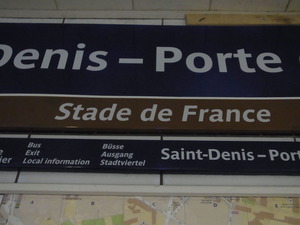 Denis – Porte
Stade de France
Bus
Exit
Local information
Büsse
Ausgang
Stadtviertel
Saint-Denis – Port